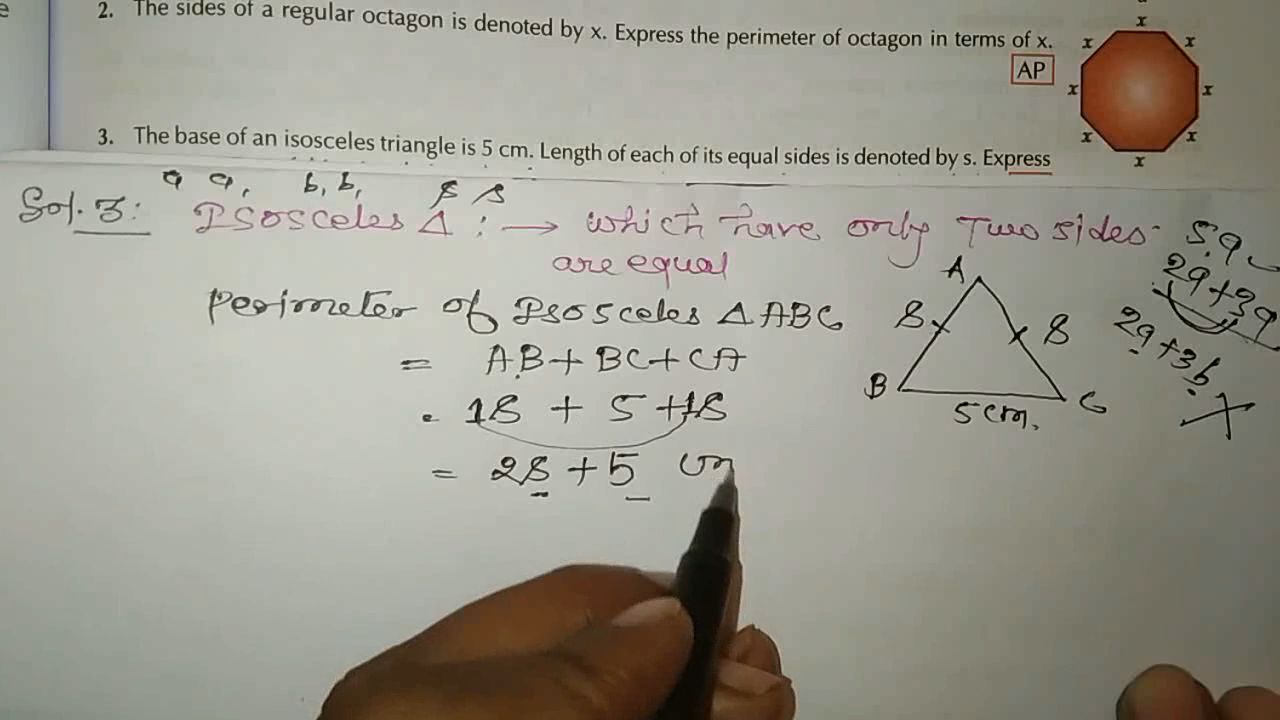 e
2. The sides of a regular octagon is denoted by x. Express the perimeter of octagon in terms of x.
AP
x
x
x
x
x
x
x
x
3. The base of an isosceles triangle is 5 cm. Length of each of its equal sides is denoted by s. Express
a a, b, b, s s
Sol. 3: Isosceles Δ : → which have only Two sides
are equal
5a
2a+3a
2a+3b
Perimeter of Isosceles Δ ABC
= AB + BC + CA
= 1s + 5 + 1s
= 2s + 5 cm
A
s
s
B
C
5cm.